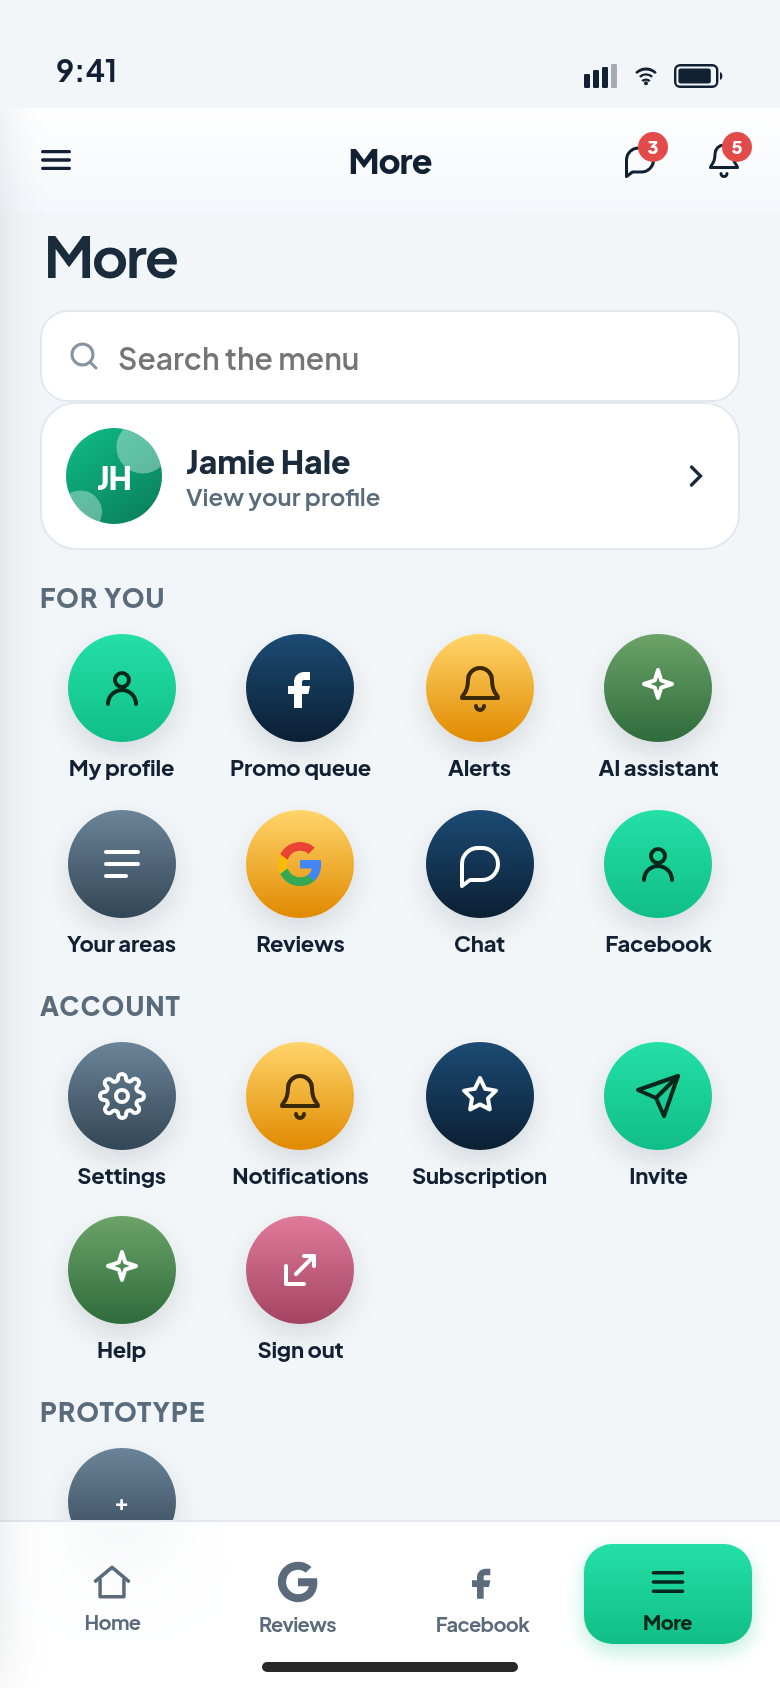 9:41
More
3
5
More
Search the menu
JH
Jamie Hale
View your profile
FOR YOU
My profile
Promo queue
Alerts
AI assistant
Your areas
Reviews
Chat
Facebook
ACCOUNT
Settings
Notifications
Subscription
Invite
Help
Sign out
PROTOTYPE
+
Home
Reviews
Facebook
More